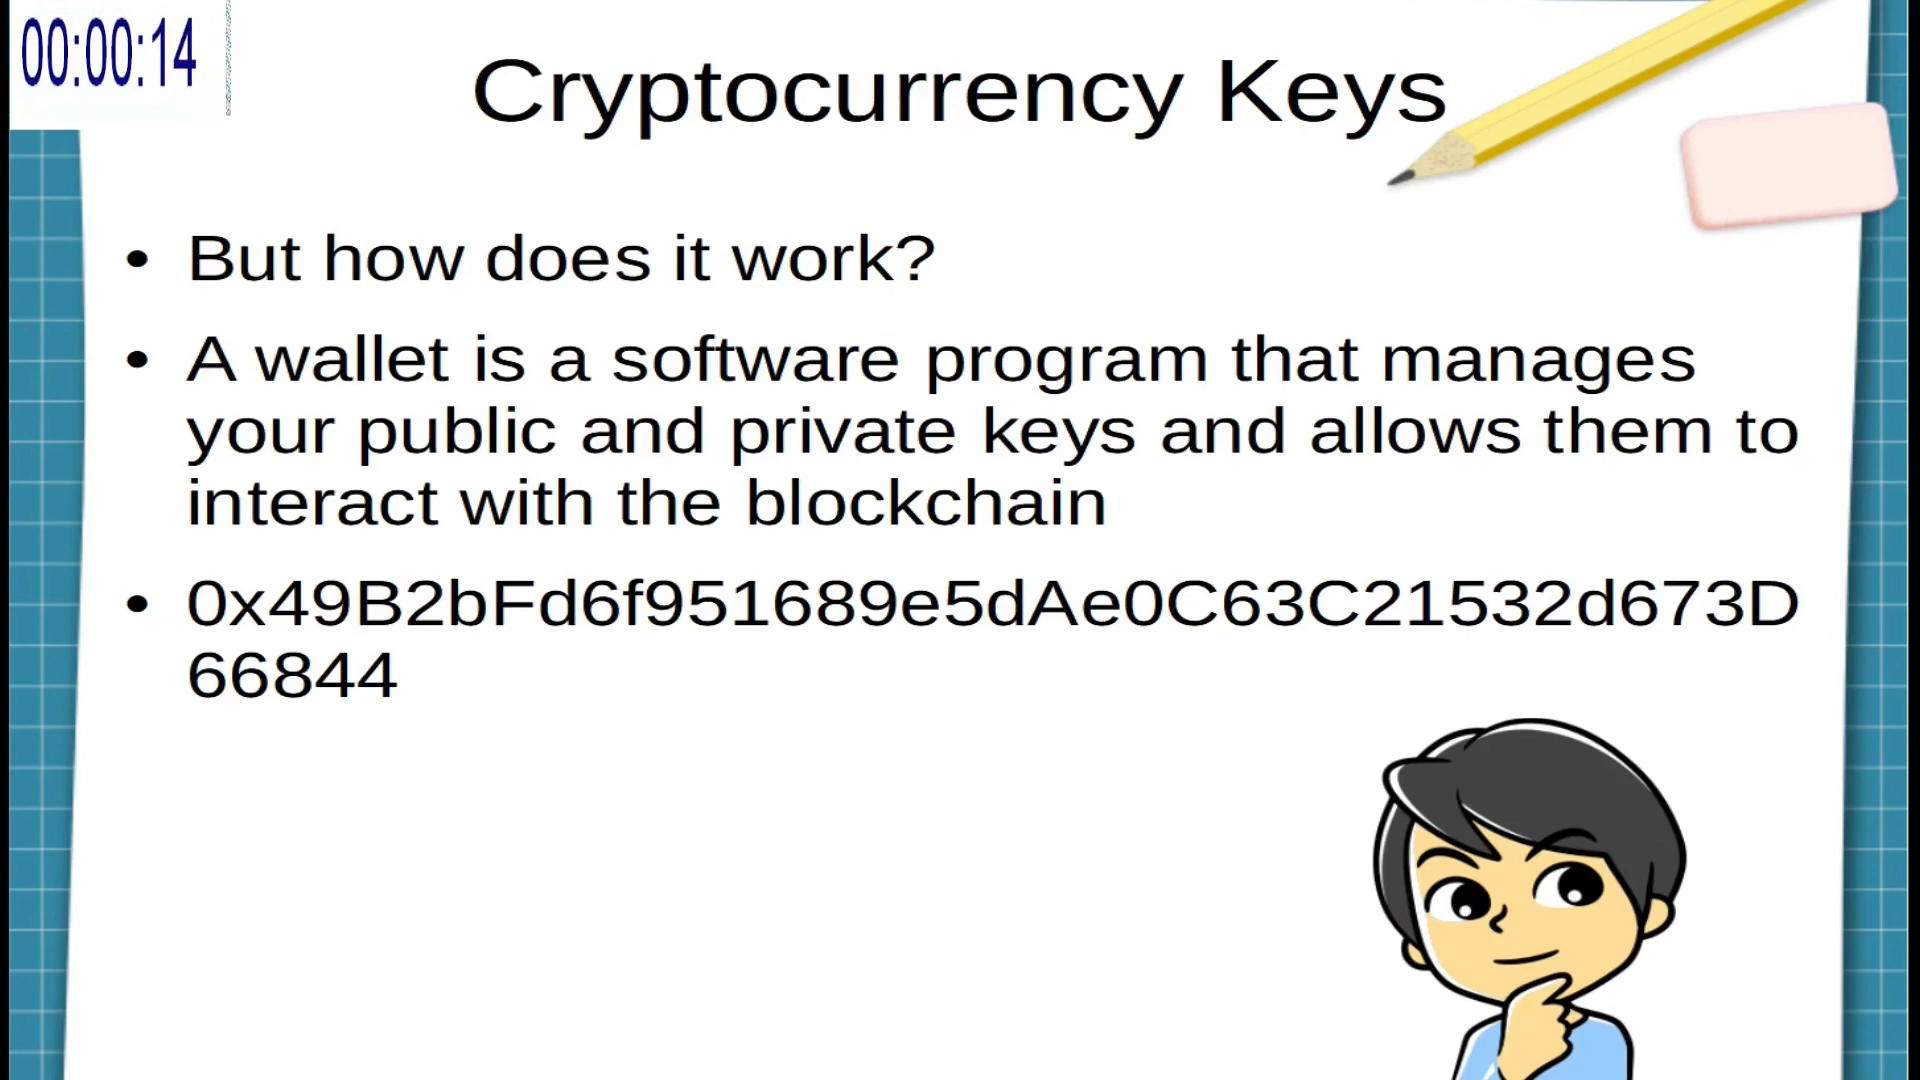 00:00:14
Cryptocurrency Keys
• But how does it work?
• A wallet is a software program that manages
your public and private keys and allows them to
interact with the blockchain
• 0x49B2bFd6f951689e5dAe0C63C21532d673D
66844